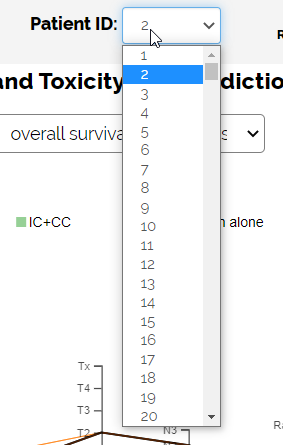 Patient ID: 2
1
2
and Toxicity dictio
3
4
5
overall surviva s
6
7
8
9
IC+CC alone
10
11
12
13
14
15
16
17
Tx
18
T4
19
T3
20
T2 N3